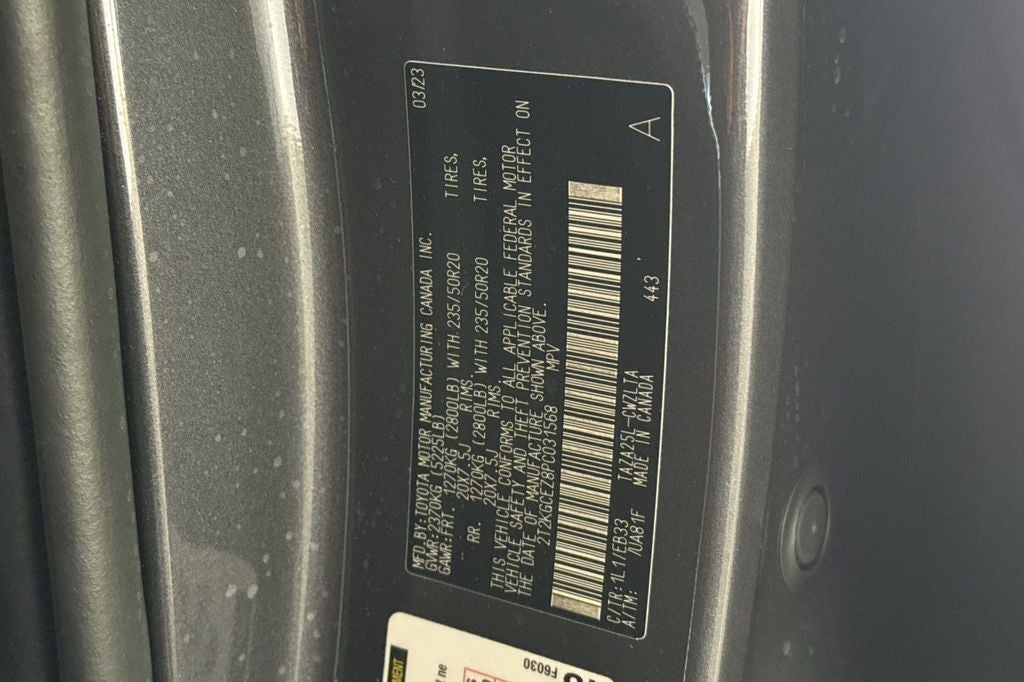 MFD.BY:TOYOTA MOTOR MANUFACTURING CANADA INC. 03/23
GVWR:2370KG (5225LB)
GAWR:FRT. 1270KG (2800LB) WITH 235/50R20 TIRES,
20X7.5J RIMS.
RR. 1270KG (2800LB) WITH 235/50R20 TIRES,
20X7.5J RIMS.
THIS VEHICLE CONFORMS TO ALL APPLICABLE FEDERAL MOTOR
VEHICLE SAFETY,AND THEFT PREVENTION STANDARDS IN EFFECT ON
THE DATE OF MANUFACTURE SHOWN ABOVE.
2T2KGCEZ8PC031568 MPV
C/TR:1L1/EB33 TAXA25L-CWZLTA 443 A
A/TM: /UA81F MADE IN CANADA
F6030